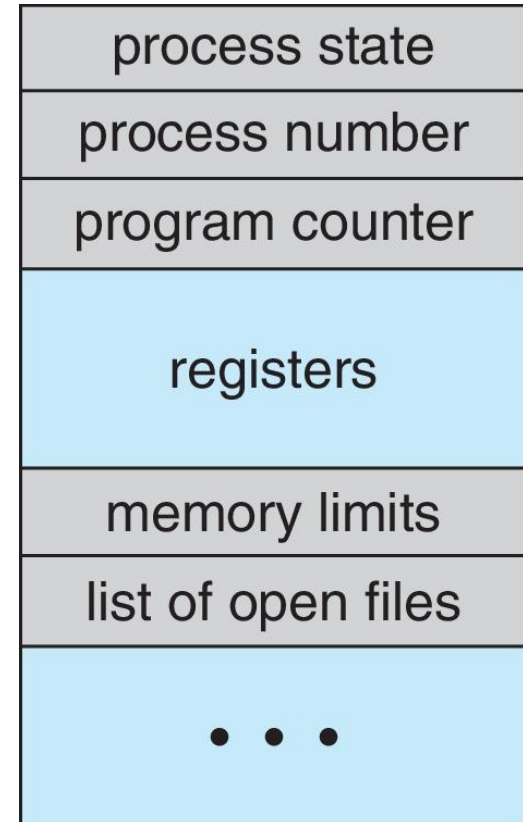 process state
process number
program counter
registers
memory limits
list of open files
• • •